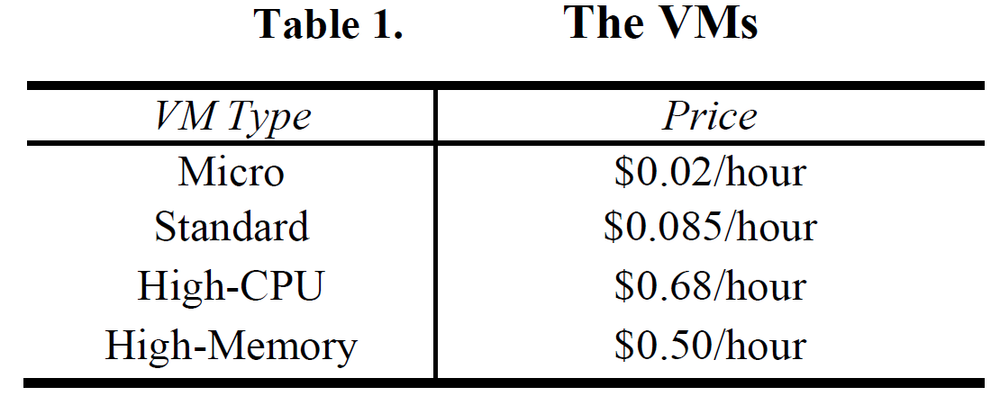 Table 1. The VMs
VM Type Price
Micro $0.02/hour
Standard $0.085/hour
High-CPU $0.68/hour
High-Memory $0.50/hour